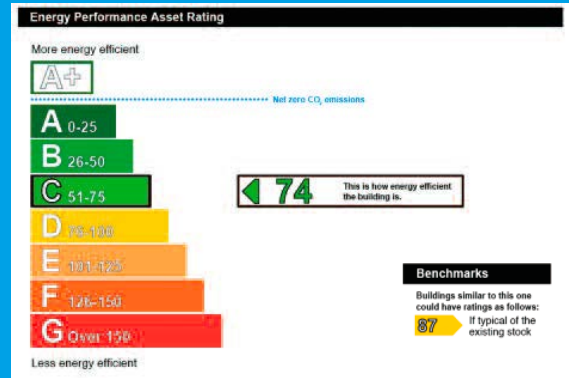 Energy Performance Asset Rating
More energy efficient
A+
Net zero CO₂ emissions
A 0-25
B 26-50
C 51-75
74
This is how energy efficient
the building is.
D 76-100
E 101-125
F 126-150
G Over 150
Less energy efficient
Benchmarks
Buildings similar to this one
could have ratings as follows:
87
If typical of the
existing stock